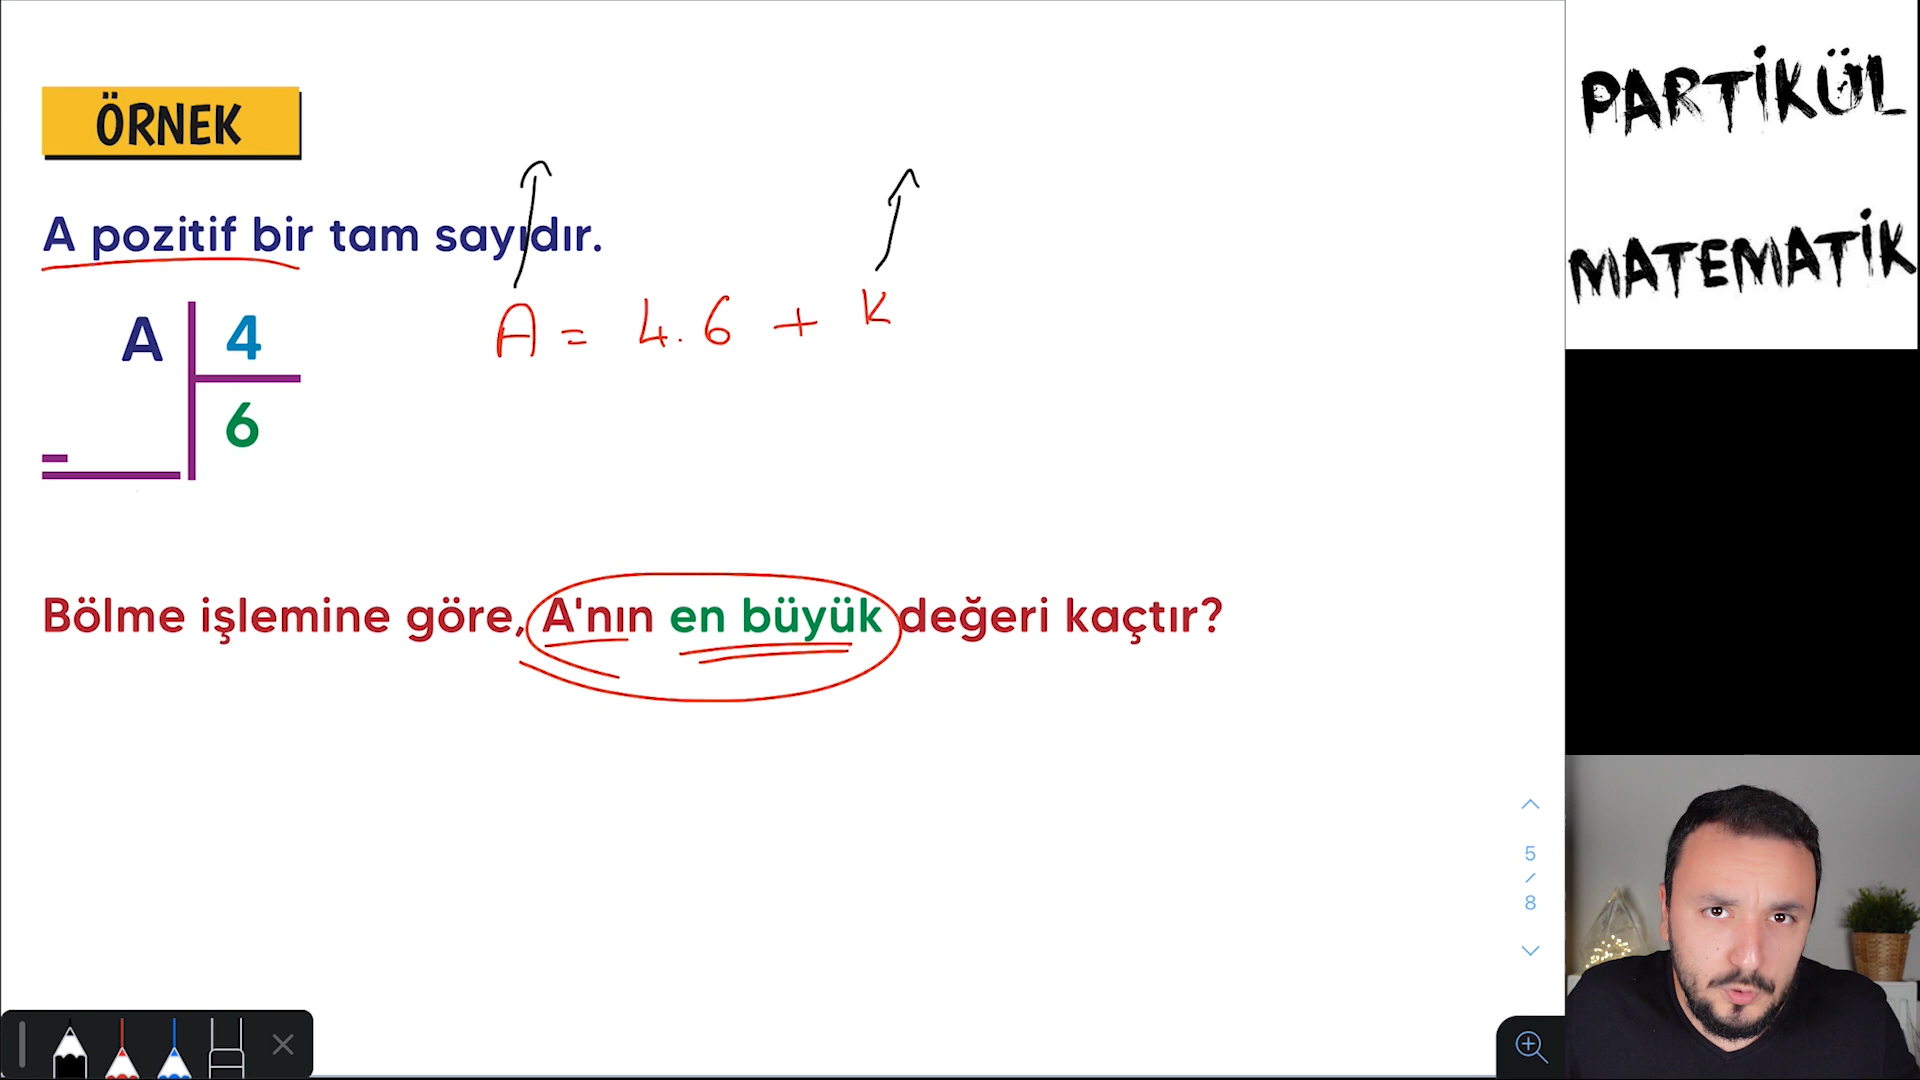 ÖRNEK
A pozitif bir tam sayıdır.
A 4
6
A = 4.6 + K
Bölme işlemine göre, A'nın en büyük değeri kaçtır?
PARTİKÜL
MATEMATİK
5
/
8